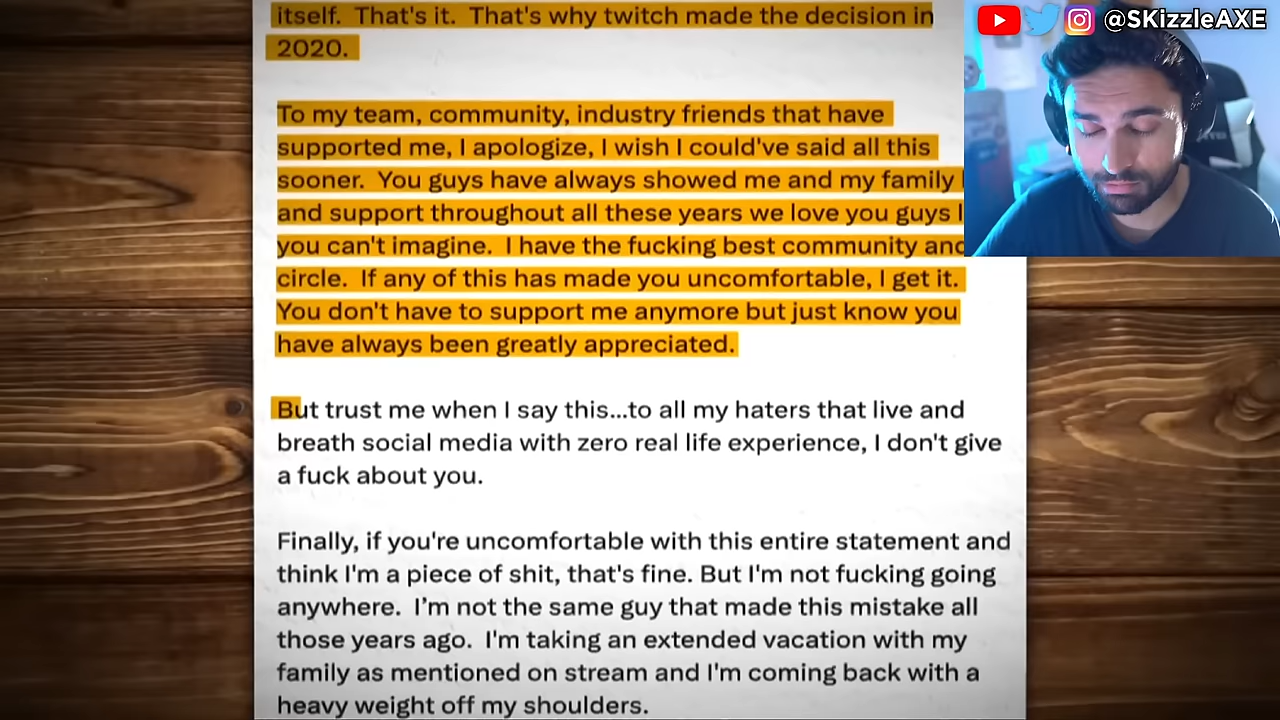 itself. That's it. That's why twitch made the decision in
2020.
@SKizzleAXE
To my team, community, industry friends that have
supported me, I apologize, I wish I could've said all this
sooner. You guys have always showed me and my family
and support throughout all these years we love you guys
you can't imagine. I have the fucking best community and
circle. If any of this has made you uncomfortable, I get it.
You don't have to support me anymore but just know you
have always been greatly appreciated.
But trust me when I say this...to all my haters that live and
breath social media with zero real life experience, I don't give
a fuck about you.
Finally, if you're uncomfortable with this entire statement and
think I'm a piece of shit, that's fine. But I'm not fucking going
anywhere. I'm not the same guy that made this mistake all
those years ago. I'm taking an extended vacation with my
family as mentioned on stream and I'm coming back with a
heavy weight off my shoulders.